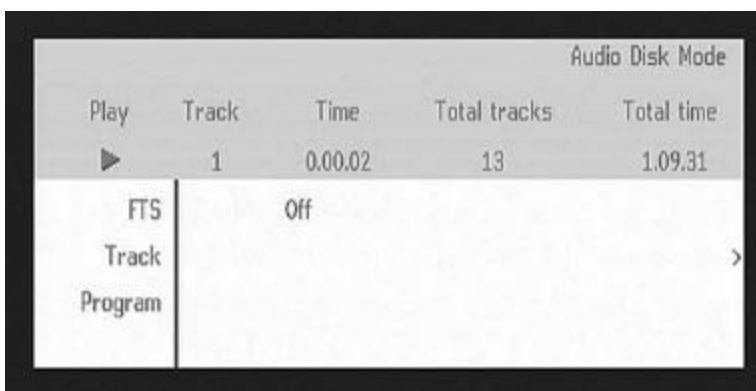 Audio Disk Mode
Play Track Time Total tracks Total time
1 0.00.02 13 1.09.31
FTS Off
Track
Program